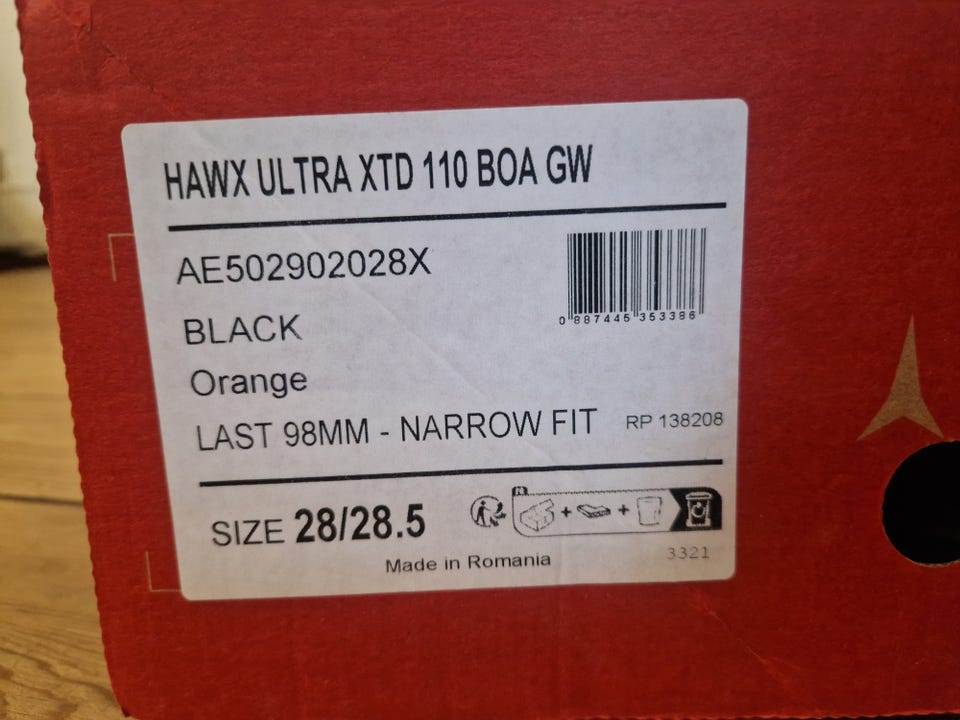 HAWX ULTRA XTD 110 BOA GW
AE502902028X
BLACK
Orange
0 887445 353386
LAST 98MM - NARROW FIT RP 138208
SIZE 28/28.5
FR
+ +
Made in Romania 3321